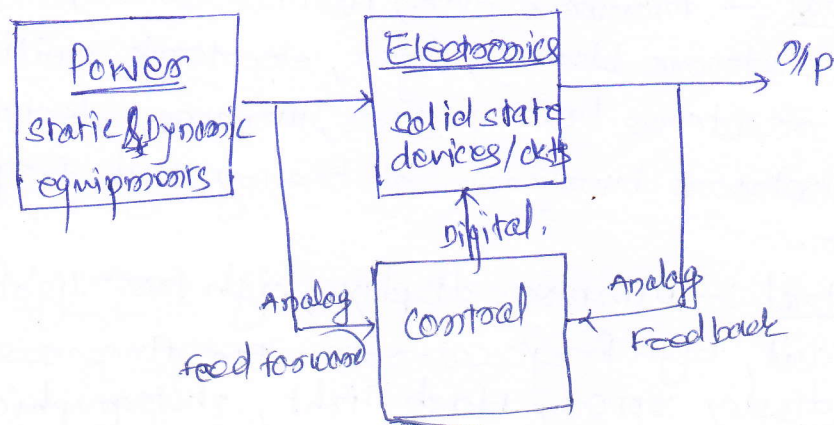 Power
static & Dynamic
equipments
Electronics
solid state
devices/ckts
O/p
Digital.
Analog
feed forward
control
Analog
Feed back